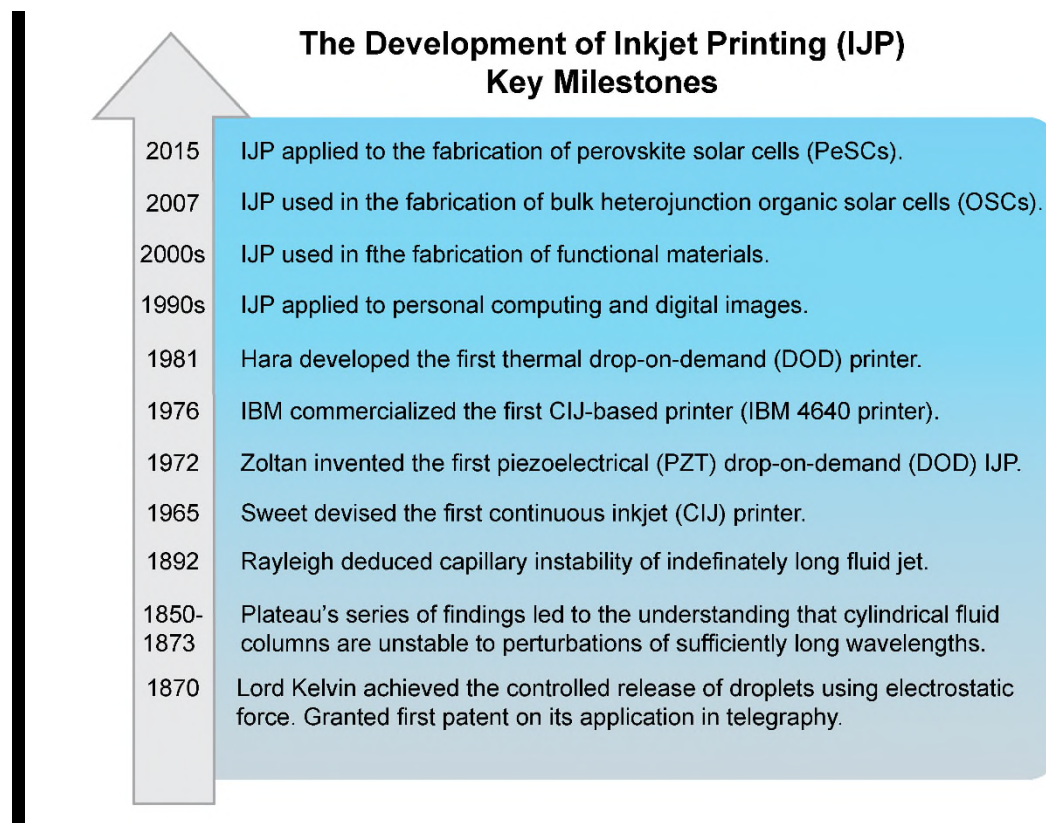 The Development of Inkjet Printing (IJP)
Key Milestones
2015 IJP applied to the fabrication of perovskite solar cells (PeSCs).
2007 IJP used in the fabrication of bulk heterojunction organic solar cells (OSCs).
2000s IJP used in fthe fabrication of functional materials.
1990s IJP applied to personal computing and digital images.
1981 Hara developed the first thermal drop-on-demand (DOD) printer.
1976 IBM commercialized the first CIJ-based printer (IBM 4640 printer).
1972 Zoltan invented the first piezoelectrical (PZT) drop-on-demand (DOD) IJP.
1965 Sweet devised the first continuous inkjet (CIJ) printer.
1892 Rayleigh deduced capillary instability of indefinately long fluid jet.
1850- Plateau's series of findings led to the understanding that cylindrical fluid
1873 columns are unstable to perturbations of sufficiently long wavelengths.
1870 Lord Kelvin achieved the controlled release of droplets using electrostatic
force. Granted first patent on its application in telegraphy.